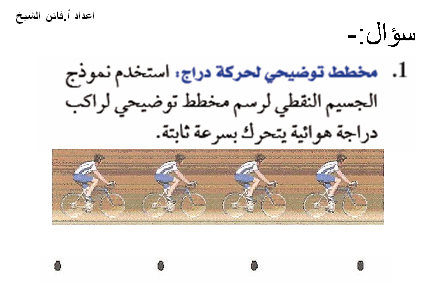 اعداد أ.فاتن الشيخ
سؤال:-
1. مخطط توضيحي لحركة دراج: استخدم نموذج
الجسيم النقطي لرسم مخطط توضيحي لراكب
دراجة هوائية يتحرك بسرعة ثابتة.